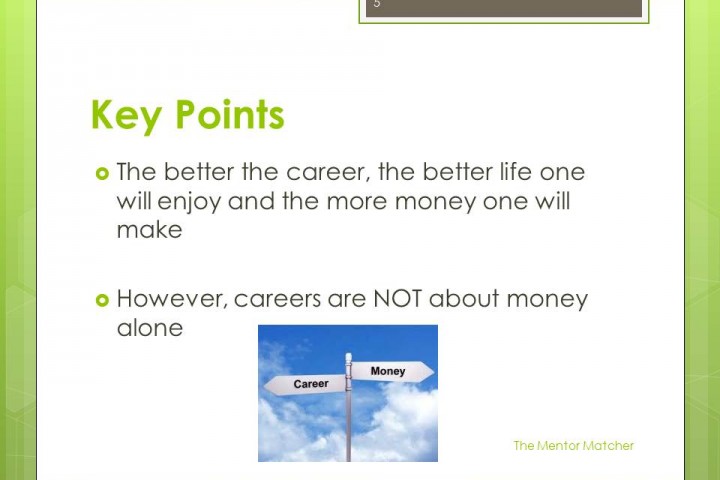 5
Key Points
The better the career, the better life one
will enjoy and the more money one will
make
However, careers are NOT about money
alone
Career
Money
The Mentor Matcher